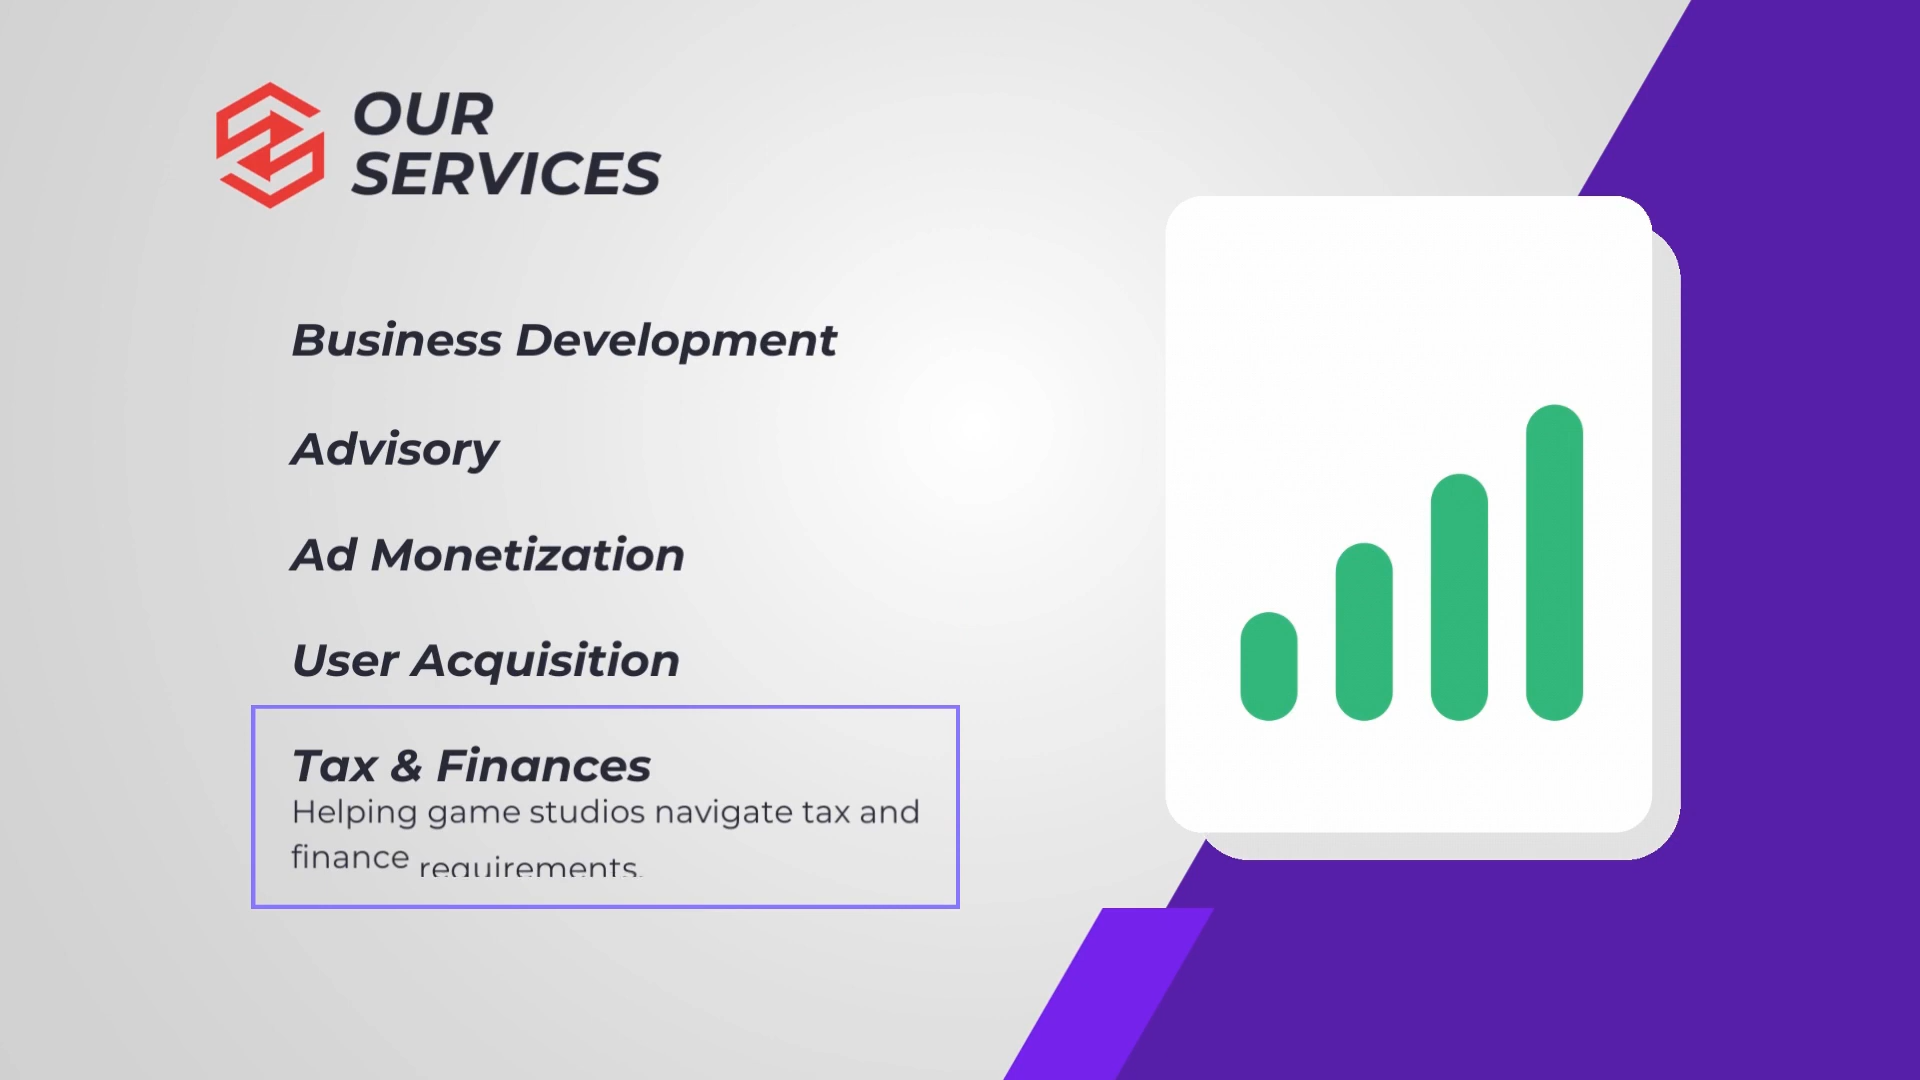 OUR
SERVICES
Business Development
Advisory
Ad Monetization
User Acquisition
Tax & Finances
Helping game studios navigate tax and
finance requirements.